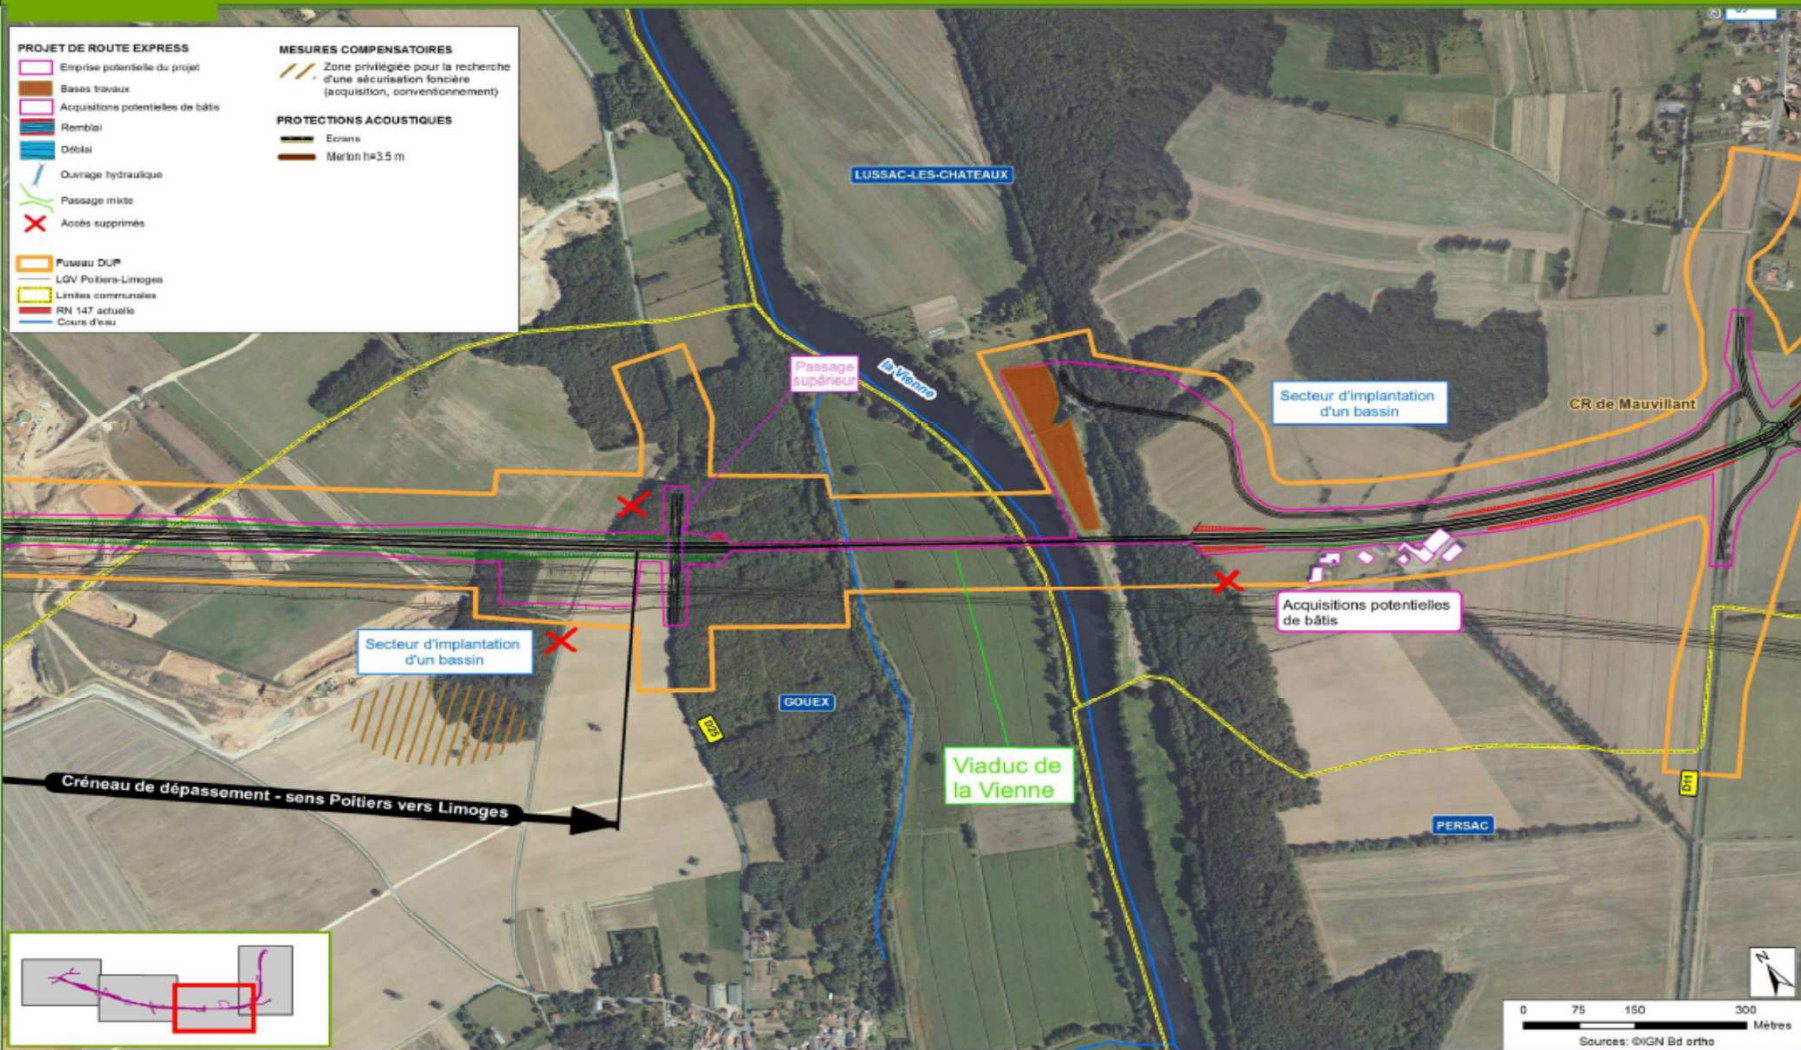 PROJET DE ROUTE EXPRESS
Emprise potentielle du projet
Bases travaux
Acquisitions potentielles de bâtis
Remblai
Déblai
Ouvrage hydraulique
Passage mixte
Accès supprimés
Fuseau DUP
LGV Poitiers-Limoges
Limites communales
RN 147 actuelle
Cours d'eau
MESURES COMPENSATOIRES
Zone privilégiée pour la recherche
d'une sécurisation foncière
(acquisition, conventionnement)
PROTECTIONS ACOUSTIQUES
Ecrans
Merlon h=3.5 m
LUSSAC-LES-CHATEAUX
Passage
supérieur
la Vienne
Secteur d'implantation
d'un bassin
CR de Mauvillant
Acquisitions potentielles
de bâtis
Secteur d'implantation
d'un bassin
GOUEX
D25
Viaduc de
la Vienne
D11
PERSAC
Créneau de dépassement - sens Poitiers vers Limoges
N
0 75 150 300
Mètres
Sources: ©IGN Bd ortho